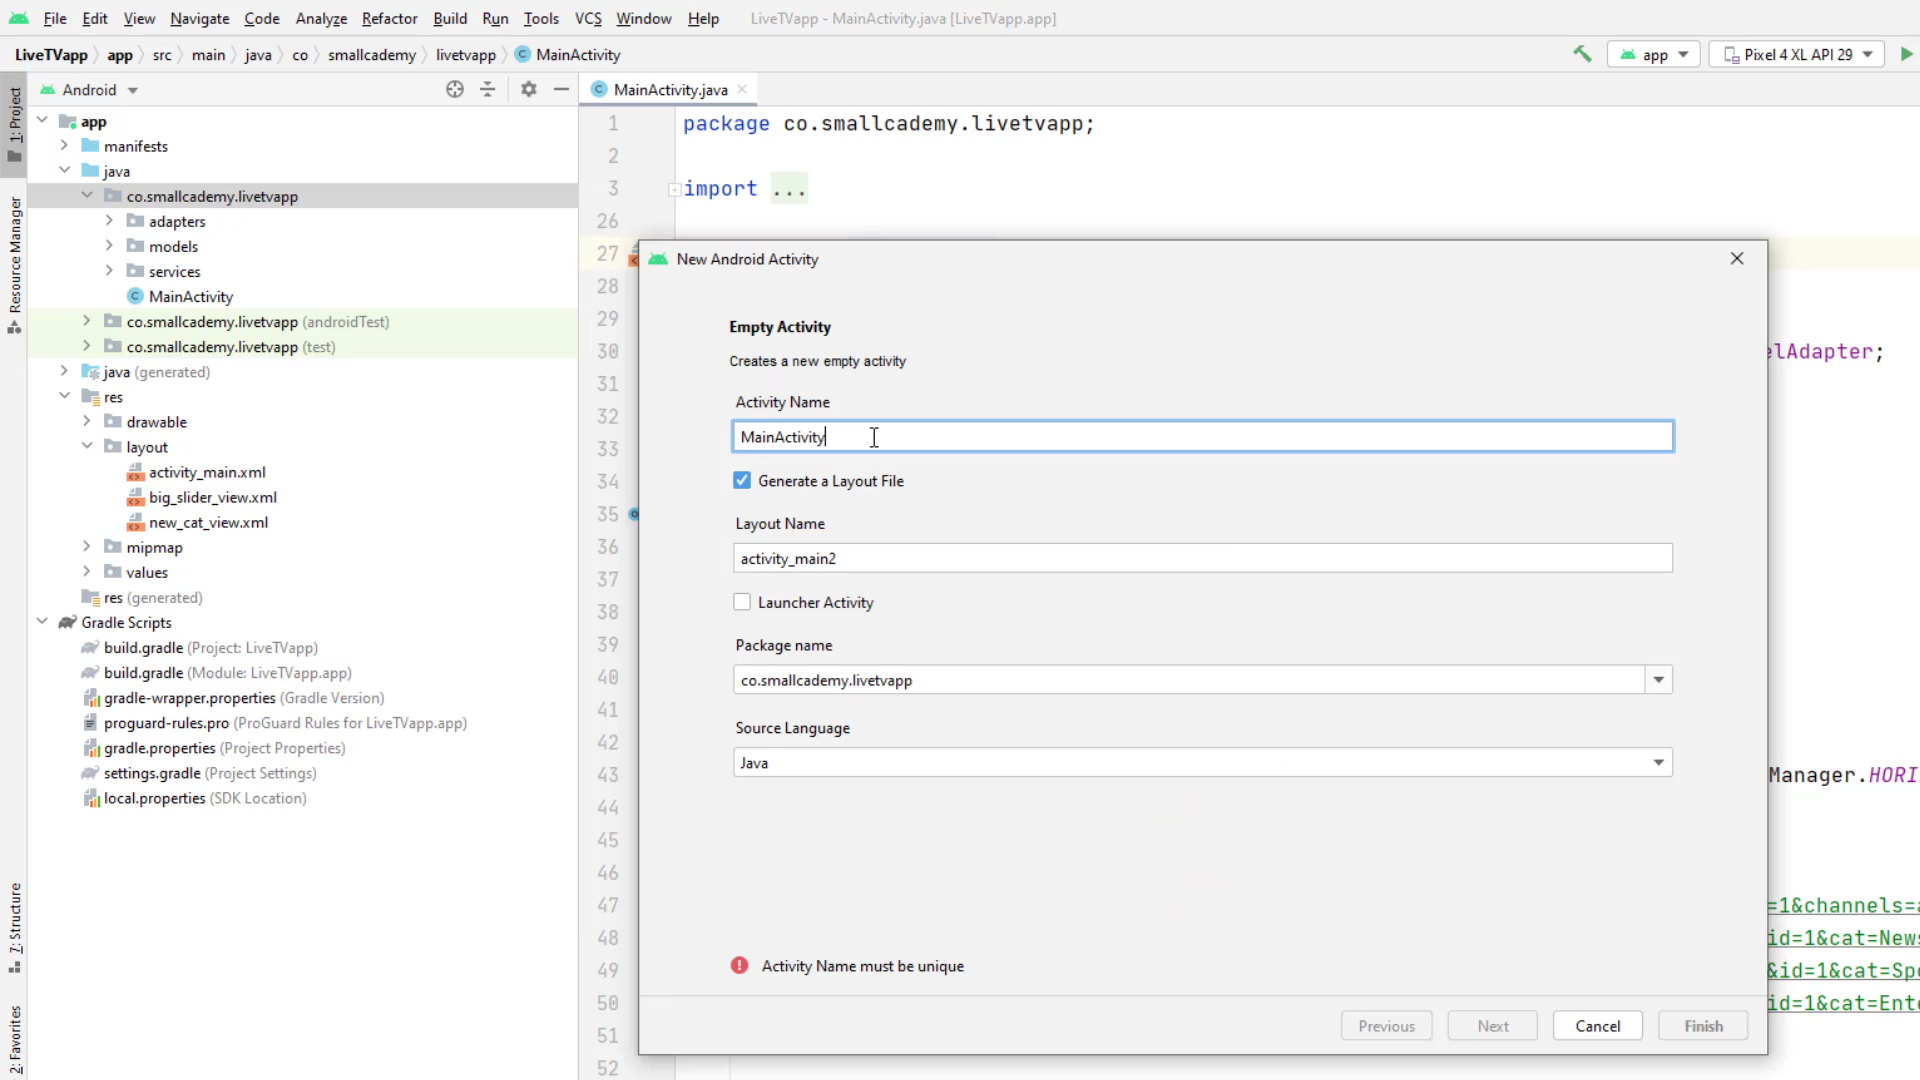 File Edit View Navigate Code Analyze Refactor Build Run Tools VCS Window Help LiveTVapp - MainActivity.java [LiveTVapp.app]
LiveTVapp app src main java co smallcademy livetvapp MainActivity app Pixel 4 XL API 29
Android
MainActivity.java
1: Project
Resource Manager
7: Structure
2: Favorites
app
manifests
java
co.smallcademy.livetvapp
adapters
models
services
MainActivity
co.smallcademy.livetvapp (androidTest)
co.smallcademy.livetvapp (test)
java (generated)
res
drawable
layout
activity_main.xml
big_slider_view.xml
new_cat_view.xml
mipmap
values
res (generated)
Gradle Scripts
build.gradle (Project: LiveTVapp)
build.gradle (Module: LiveTVapp.app)
gradle-wrapper.properties (Gradle Version)
proguard-rules.pro (ProGuard Rules for LiveTVapp.app)
gradle.properties (Project Properties)
settings.gradle (Project Settings)
local.properties (SDK Location)
1 package co.smallcademy.livetvapp;
2
3 import ...
26
27
28
29
30 elAdapter;
31
32
33
34
35
36
37
38
39
40
41
42
43 Manager.HORI
44
45
46
47 =1&channels=a
48 id=1&cat=News
49 &id=1&cat=Spo
50 id=1&cat=Ente
51
52
New Android Activity
Empty Activity
Creates a new empty activity
Activity Name
MainActivity
Generate a Layout File
Layout Name
activity_main2
Launcher Activity
Package name
co.smallcademy.livetvapp
Source Language
Java
Activity Name must be unique
Previous Next Cancel Finish